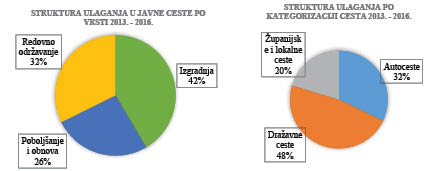 STRUKTURA ULAGANJA U JAVNE CESTE PO
VRSTI 2013. - 2016.
Redovno
održavanje
32%
Izgradnja
42%
Poboljšanje
i obnova
26%
STRUKTURA ULAGANJA PO
KATEGORIZACIJI CESTA 2013. - 2016.
Županijsk
e i lokalne
ceste
20%
Autoceste
32%
Dražavne
ceste
48%